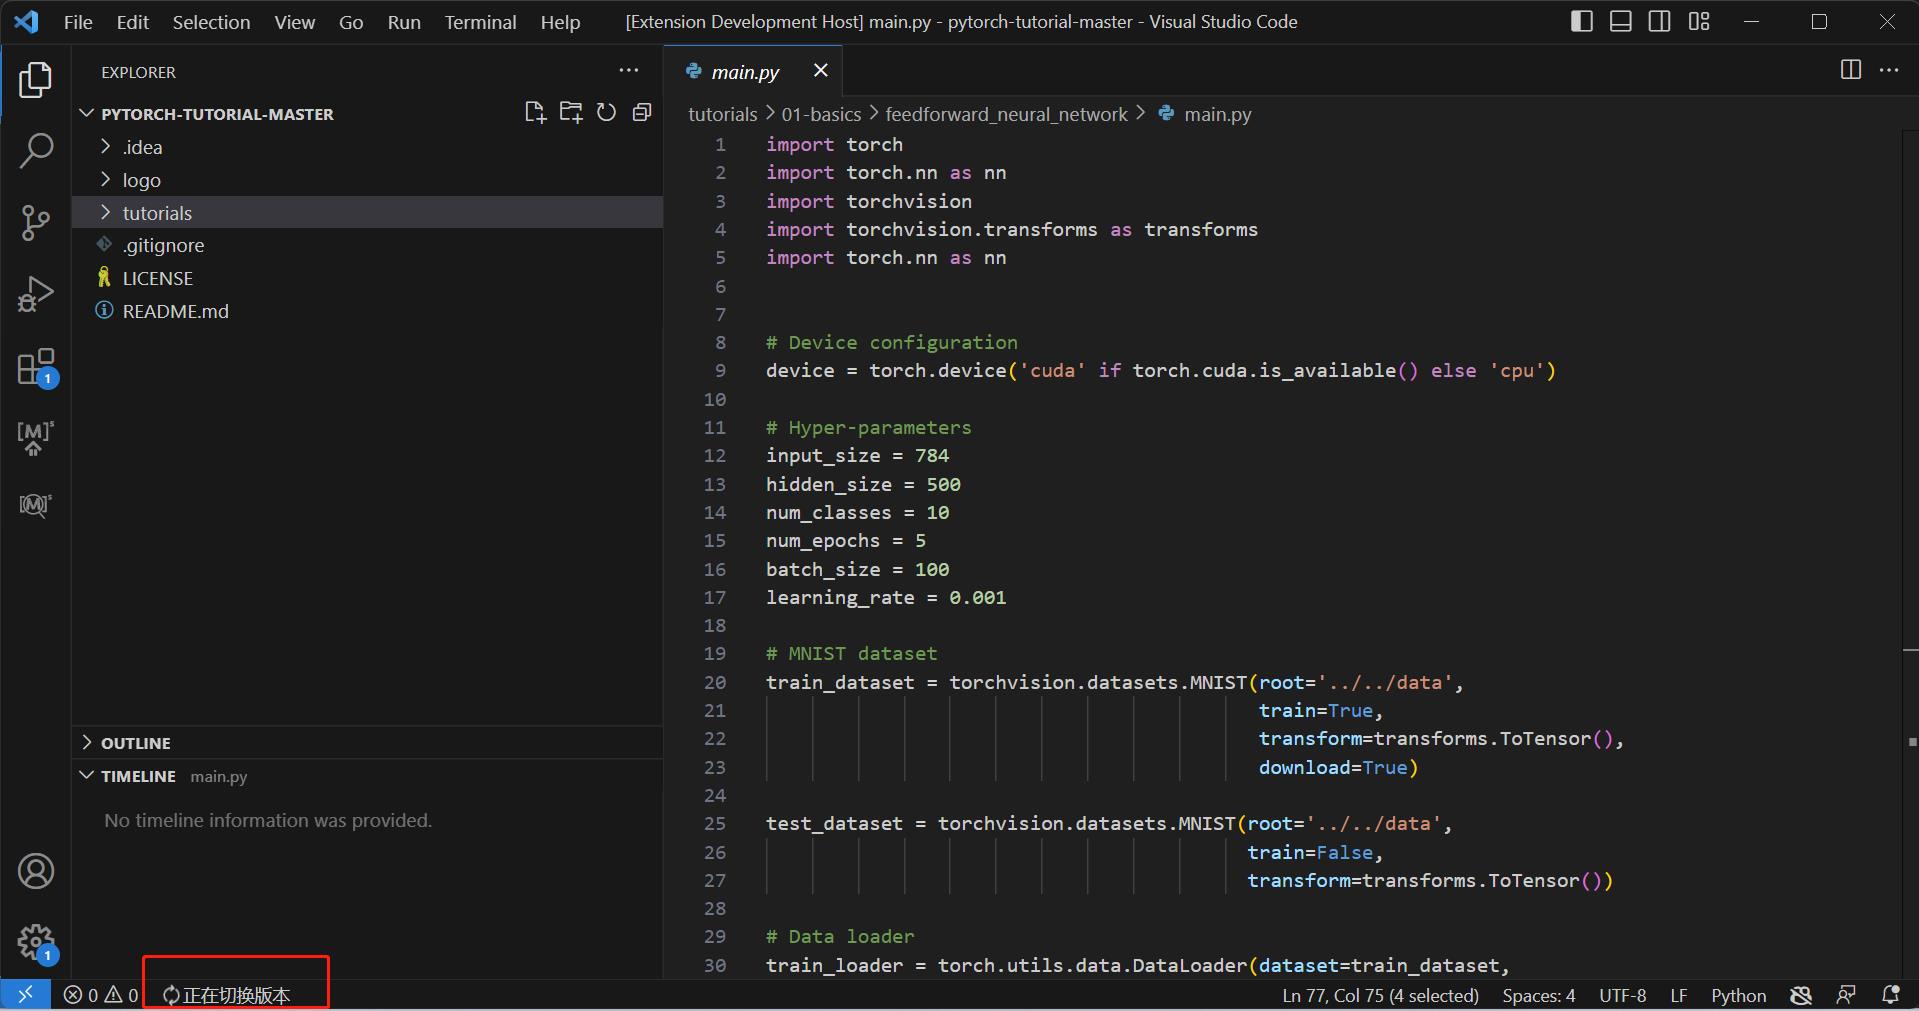 File Edit Selection View Go Run Terminal Help [Extension Development Host] main.py - pytorch-tutorial-master - Visual Studio Code
EXPLORER
PYTORCH-TUTORIAL-MASTER
.idea
logo
tutorials
.gitignore
LICENSE
README.md
OUTLINE
TIMELINE main.py
No timeline information was provided.
1
[M]s
[M]s
1
main.py
tutorials > 01-basics > feedforward_neural_network > main.py
1 import torch
2 import torch.nn as nn
3 import torchvision
4 import torchvision.transforms as transforms
5 import torch.nn as nn
6
7
8 # Device configuration
9 device = torch.device('cuda' if torch.cuda.is_available() else 'cpu')
10
11 # Hyper-parameters
12 input_size = 784
13 hidden_size = 500
14 num_classes = 10
15 num_epochs = 5
16 batch_size = 100
17 learning_rate = 0.001
18
19 # MNIST dataset
20 train_dataset = torchvision.datasets.MNIST(root='../../data',
21 train=True,
22 transform=transforms.ToTensor(),
23 download=True)
24
25 test_dataset = torchvision.datasets.MNIST(root='../../data',
26 train=False,
27 transform=transforms.ToTensor())
28
29 # Data loader
30 train_loader = torch.utils.data.DataLoader(dataset=train_dataset,
0 0 正在切换版本 Ln 77, Col 75 (4 selected) Spaces: 4 UTF-8 LF Python